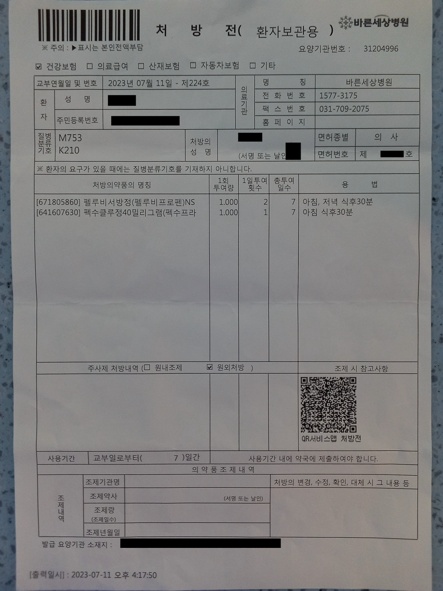 처 방 전( 환자보관용 )
바른세상병원
※ 주의 : ▶표시는 본인전액부담
요양기관번호 : 31204996
☑ 건강보험 ☐ 의료급여 ☐ 산재보험 ☐ 자동차보험 ☐ 기타
교부연월일 및 번호 2023년 07월 11일 - 제224호
의료기관
명 칭 바른세상병원
전 화 번 호 1577-3175
팩 스 번 호 031-709-2075
홈 페 이 지
환자
성 명
주민등록번호
질병분류기호
M753
K210
처방의 성 명
(서명 또는 날인)
면허종별 의 사
면허번호 제 호
※ 환자의 요구가 있을 때에는 질병분류기호를 기재하지 아니합니다.
처방의약품의 명칭 1회투여량 1일투여횟수 총투여일수 용 법
[671805860] 펠루비서방정(펠루비프로펜)NS 1.000 2 7 아침, 저녁 식후30분
[641607630] 펙수클루정40밀리그램(펙수프라 1.000 1 7 아침 식후30분
주사제 처방내역 (☐ 원내조제 ☑ 원외처방 ) 조제 시 참고사항
QR서비스맵 처방전
사용기간 교부일로부터( 7 )일간 사용기간 내에 약국에 제출하여야 합니다.
의 약 품 조 제 내 역
조제내역
조제기관명 처방의 변경, 수정, 확인, 대체 시 그 내용 등
조제약사 (서명 또는 날인)
조제량
(조제일수)
조제년월일
발급 요양기관 소재지 :
[출력일시] : 2023-07-11 오후 4:17:50